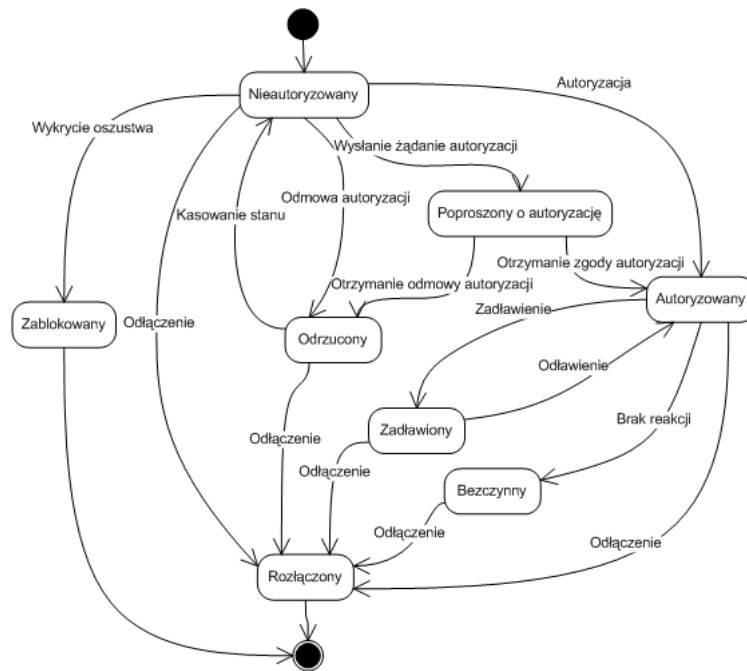 Nieautoryzowany
Autoryzacja
Wykrycie oszustwa
Wysłanie żądanie autoryzacji
Odmowa autoryzacji
Kasowanie stanu
Poproszony o autoryzację
Otrzymanie zgody autoryzacji
Otrzymanie odmowy autoryzacji
Autoryzowany
Zadławienie
Zablokowany
Odłączenie
Odrzucony
Odławienie
Brak reakcji
Zadławiony
Odłączenie
Odłączenie
Bezczynny
Odłączenie
Odłączenie
Rozłączony